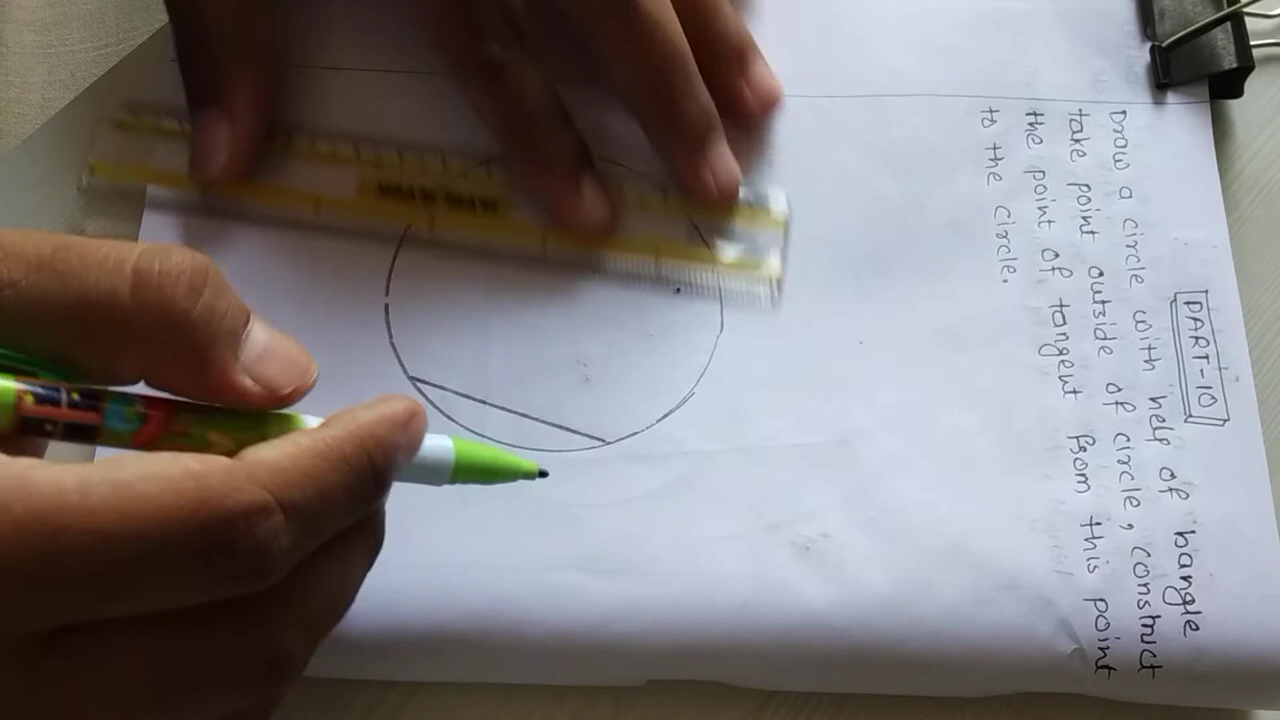 PART-10
Draw a circle with help of bangle
take point outside of circle, construct
the point of tangent from this point
to the circle.